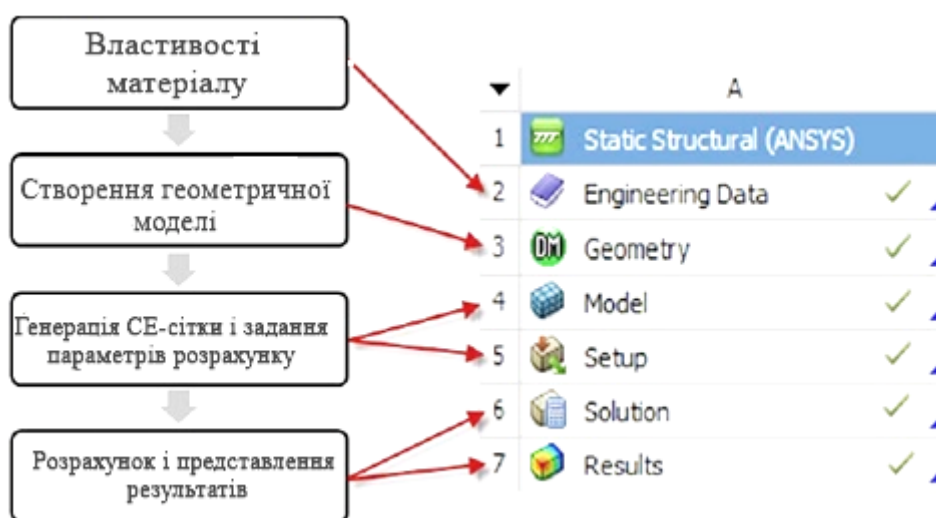 Властивості
матеріалу
Створення геометричної
моделі
Генерація СЕ-сітки і задання
параметрів розрахунку
Розрахунок і представлення
результатів
A
1 Static Structural (ANSYS)
2 Engineering Data
3 DM Geometry
4 Model
5 Setup
6 Solution
7 Results